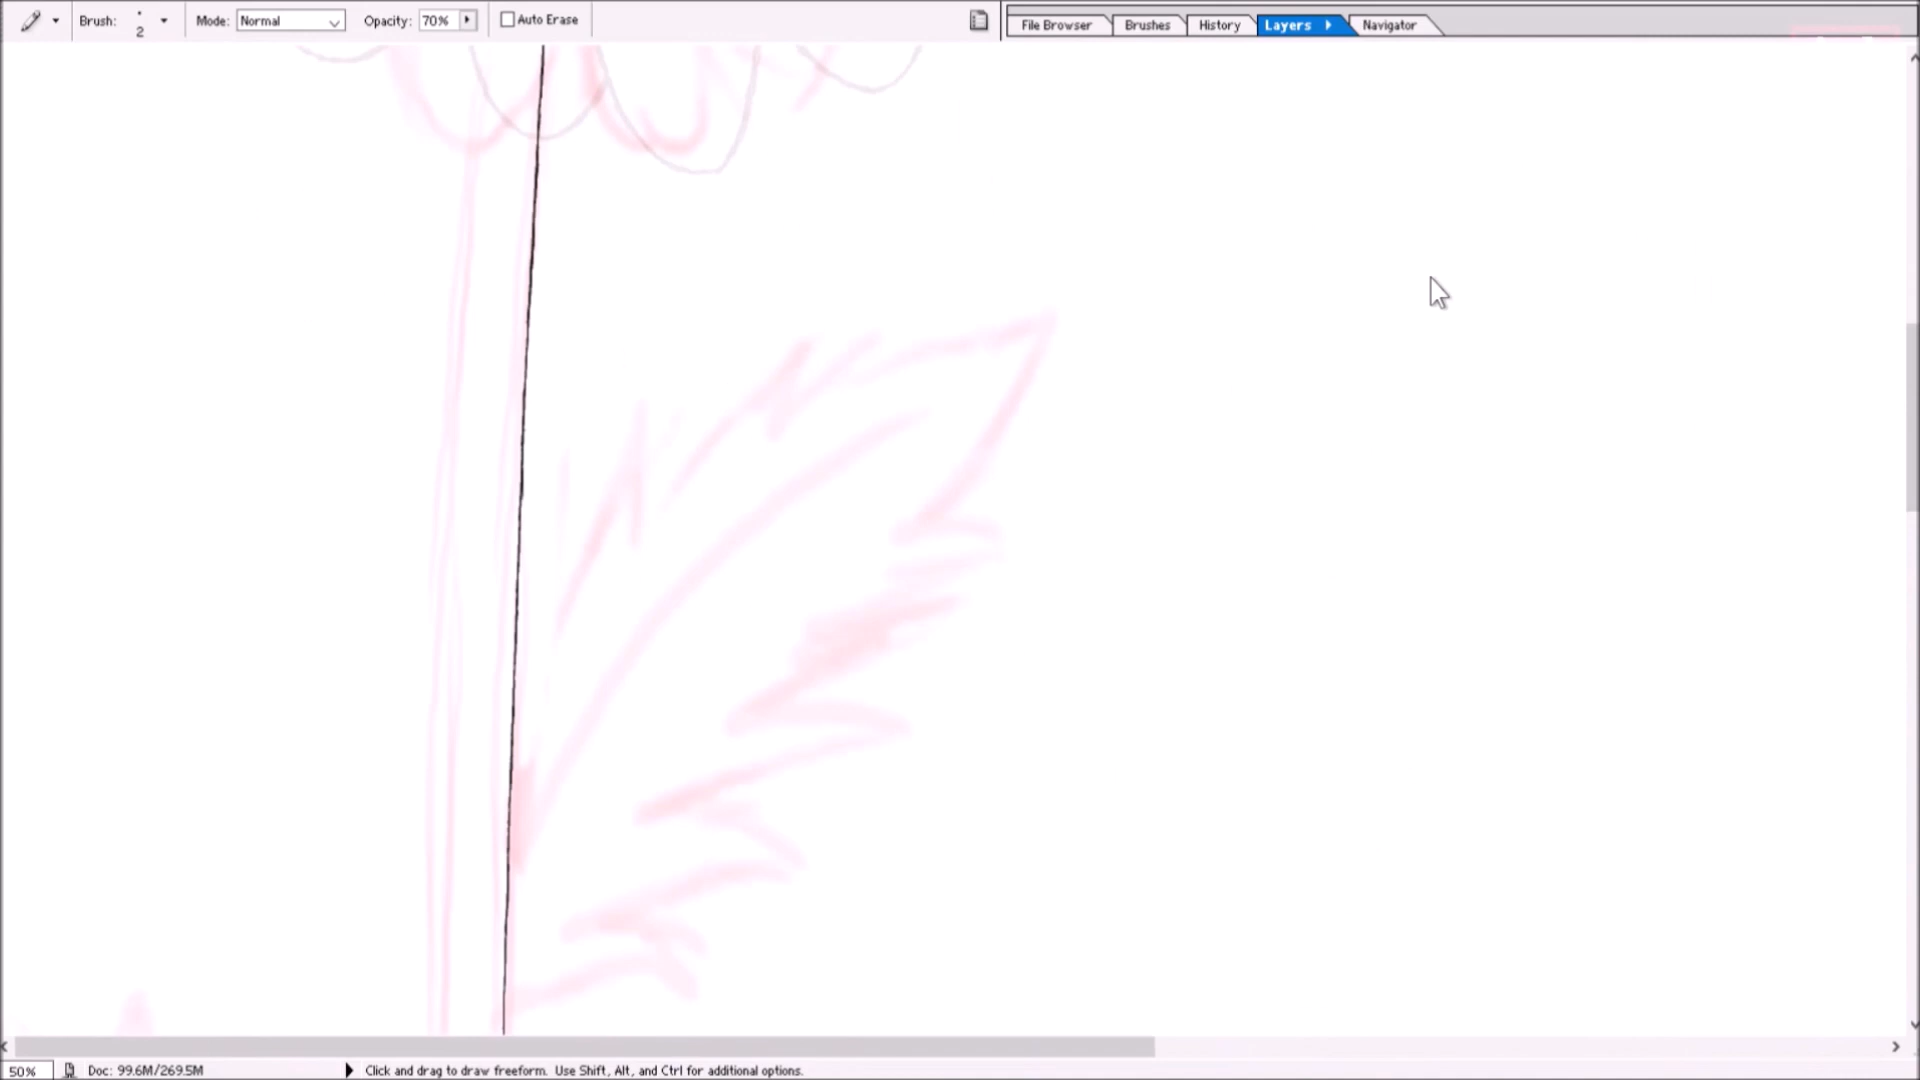 Brush: 2 Mode: Normal Opacity: 70% Auto Erase File Browser Brushes History Layers Navigator
50% Doc: 99.6M/269.5M Click and drag to draw freeform. Use Shift, Alt, and Ctrl for additional options.